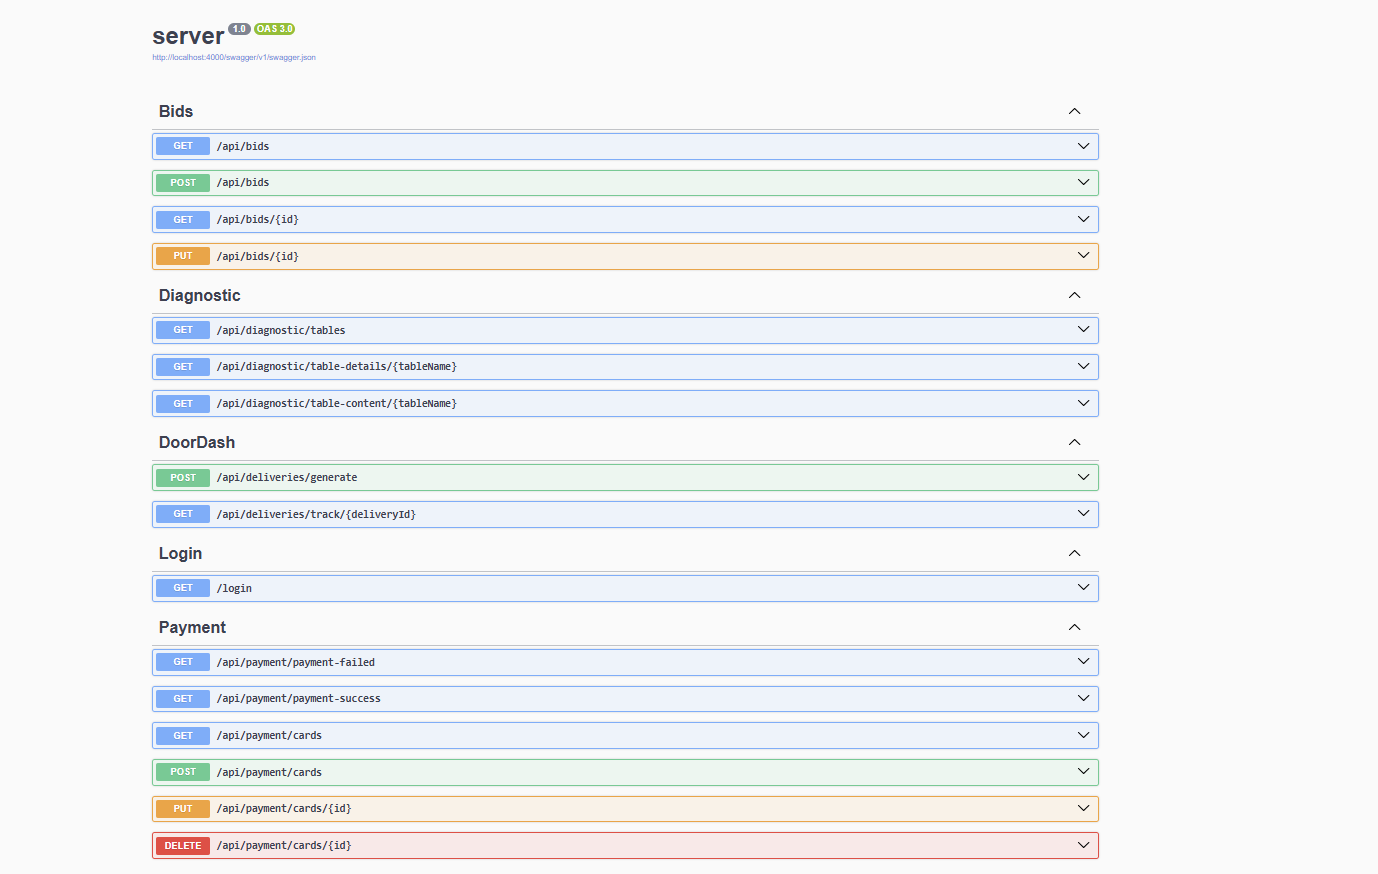 server 1.0 OAS 3.0
http://localhost:4000/swagger/v1/swagger.json
Bids
GET /api/bids
POST /api/bids
GET /api/bids/{id}
PUT /api/bids/{id}
Diagnostic
GET /api/diagnostic/tables
GET /api/diagnostic/table-details/{tableName}
GET /api/diagnostic/table-content/{tableName}
DoorDash
POST /api/deliveries/generate
GET /api/deliveries/track/{deliveryId}
Login
GET /login
Payment
GET /api/payment/payment-failed
GET /api/payment/payment-success
GET /api/payment/cards
POST /api/payment/cards
PUT /api/payment/cards/{id}
DELETE /api/payment/cards/{id}